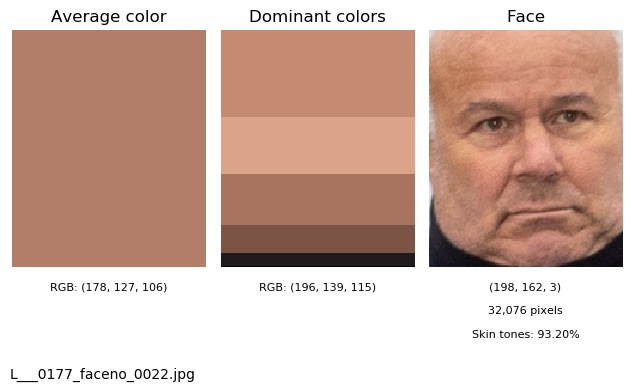 Average color
Dominant colors
Face
RGB: (178, 127, 106)
RGB: (196, 139, 115)
(198, 162, 3)
32,076 pixels
Skin tones: 93.20%
L___0177_faceno_0022.jpg